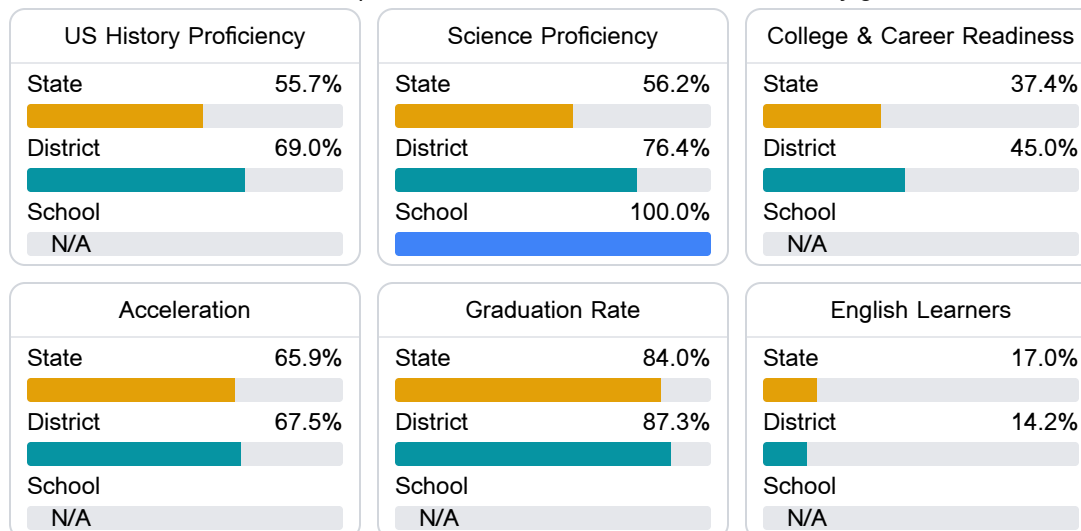 US History Proficiency
State 55.7%
District 69.0%
School
N/A
Science Proficiency
State 56.2%
District 76.4%
School 100.0%
College & Career Readiness
State 37.4%
District 45.0%
School
N/A
Acceleration
State 65.9%
District 67.5%
School
N/A
Graduation Rate
State 84.0%
District 87.3%
School
N/A
English Learners
State 17.0%
District 14.2%
School
N/A